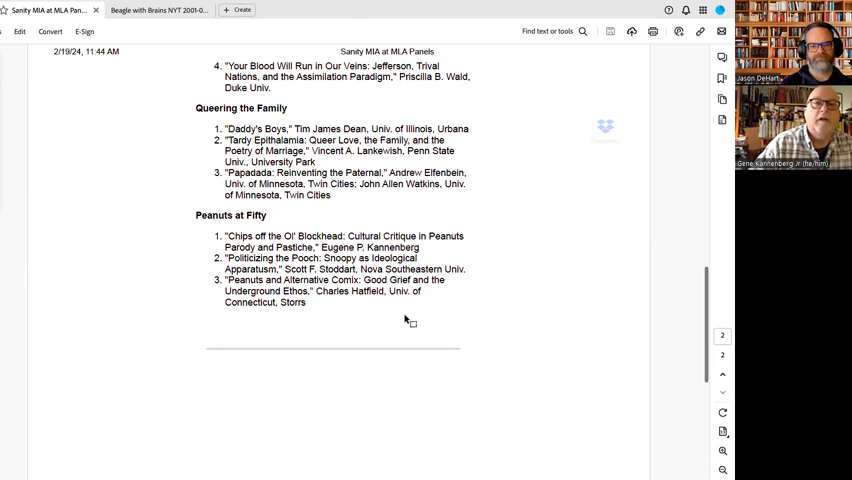 Sanity MIA at MLA Pan...
Beagle with Brains NYT 2001-0...
+ Create
Edit
Convert
E-Sign
Find text or tools
2/19/24, 11:44 AM
Sanity MIA at MLA Panels
4. "Your Blood Will Run in Our Veins: Jefferson, Trival
Nations, and the Assimilation Paradigm," Priscilla B. Wald,
Duke Univ.
Queering the Family
1. "Daddy's Boys," Tim James Dean, Univ. of Illinois, Urbana
2. "Tardy Epithalamia: Queer Love, the Family, and the
Poetry of Marriage," Vincent A. Lankewish, Penn State
Univ., University Park
3. "Papadada: Reinventing the Paternal," Andrew Elfenbein,
Univ. of Minnesota, Twin Cities; John Allen Watkins, Univ.
of Minnesota, Twin Cities
Peanuts at Fifty
1. "Chips off the Ol' Blockhead: Cultural Critique in Peanuts
Parody and Pastiche," Eugene P. Kannenberg
2. "Politicizing the Pooch: Snoopy as Ideological
Apparatusm," Scott F. Stoddart, Nova Southeastern Univ.
3. "Peanuts and Alternative Comix: Good Grief and the
Underground Ethos," Charles Hatfield, Univ. of
Connecticut, Storrs
2
2
Jason DeHart
Gene Kannenberg Jr (he/him)